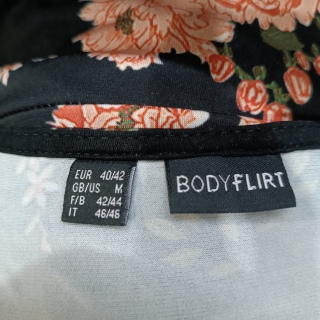 EUR 40/42
GB/US M
F/B 42/44
IT 46/48
BODYFLIRT